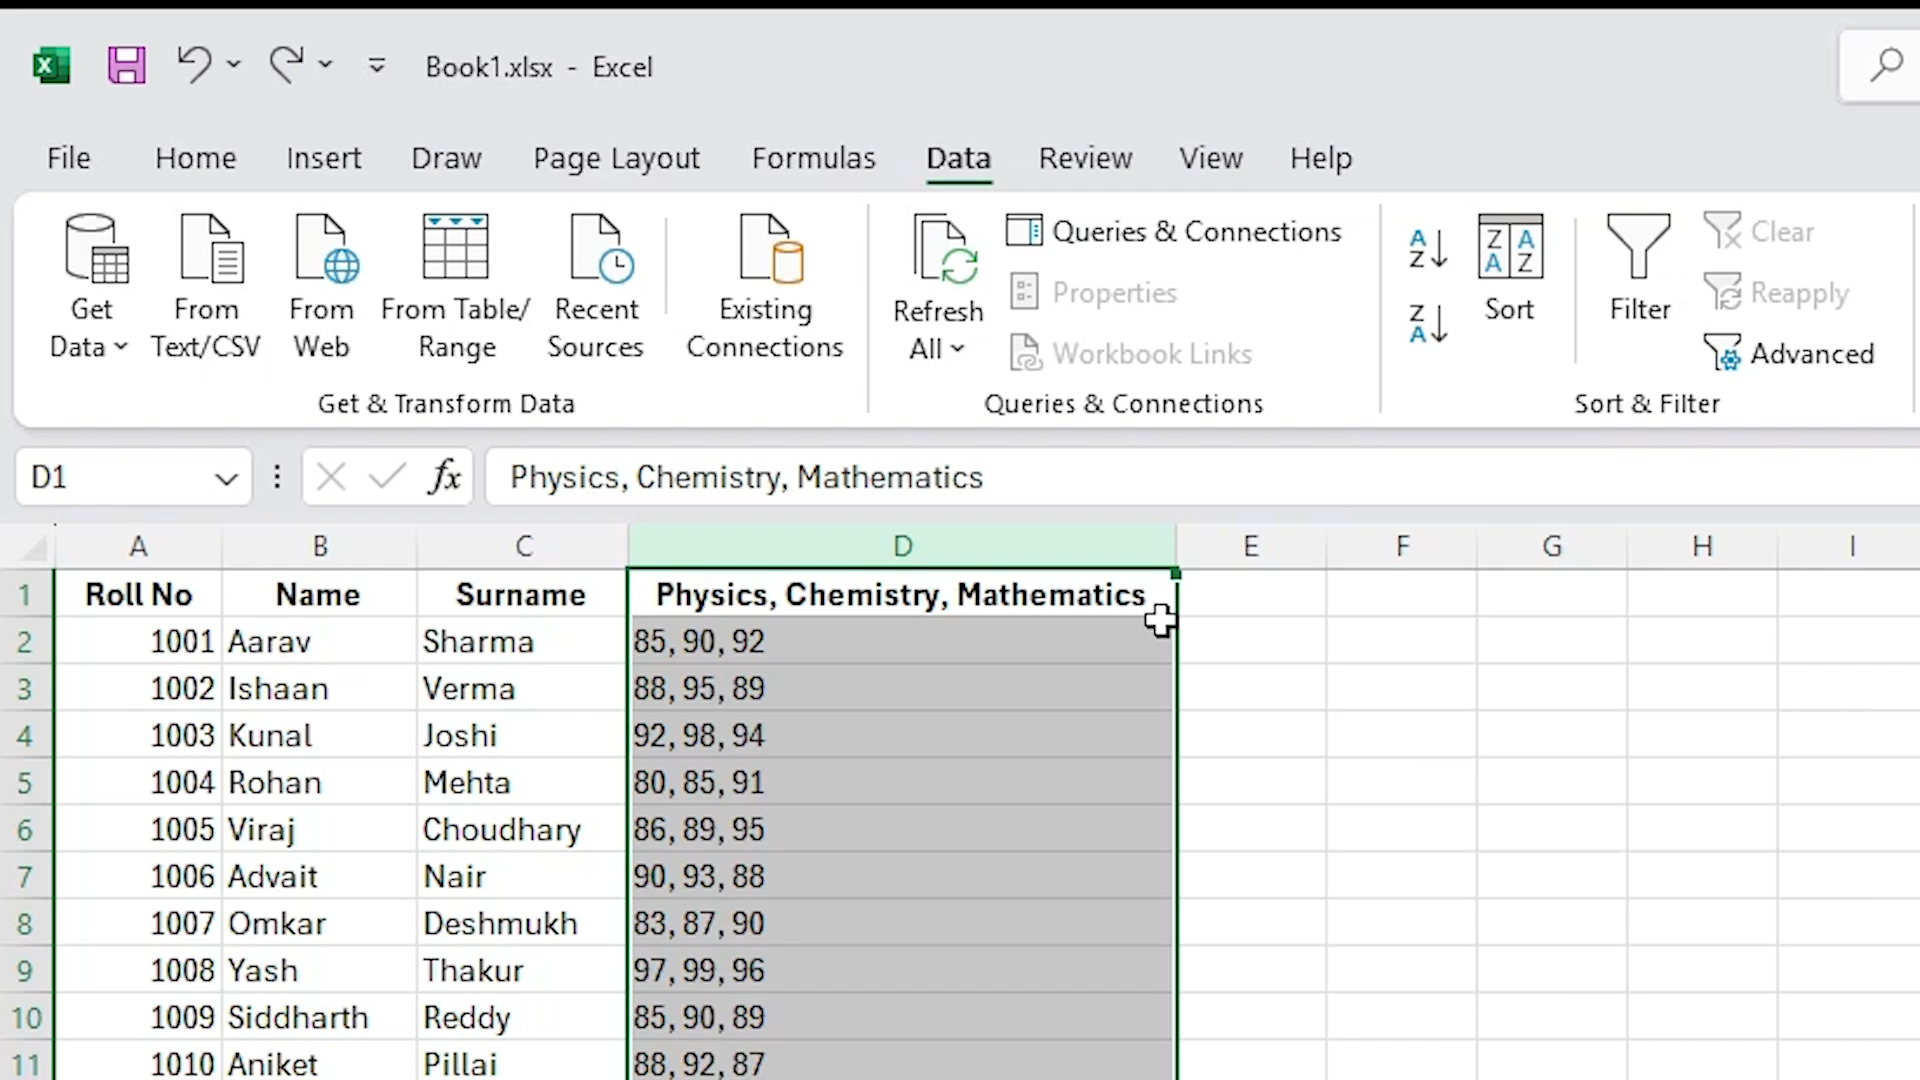 Book1.xlsx - Excel
File Home Insert Draw Page Layout Formulas Data Review View Help
Get Data
From Text/CSV
From Web
From Table/ Range
Recent Sources
Existing Connections
Get & Transform Data
Refresh All
Queries & Connections
Properties
Workbook Links
Queries & Connections
Sort
Filter
Clear
Reapply
Advanced
Sort & Filter
D1 fx Physics, Chemistry, Mathematics
A B C D E F G H I
1 Roll No Name Surname Physics, Chemistry, Mathematics
2 1001 Aarav Sharma 85, 90, 92
3 1002 Ishaan Verma 88, 95, 89
4 1003 Kunal Joshi 92, 98, 94
5 1004 Rohan Mehta 80, 85, 91
6 1005 Viraj Choudhary 86, 89, 95
7 1006 Advait Nair 90, 93, 88
8 1007 Omkar Deshmukh 83, 87, 90
9 1008 Yash Thakur 97, 99, 96
10 1009 Siddharth Reddy 85, 90, 89
11 1010 Aniket Pillai 88, 92, 87